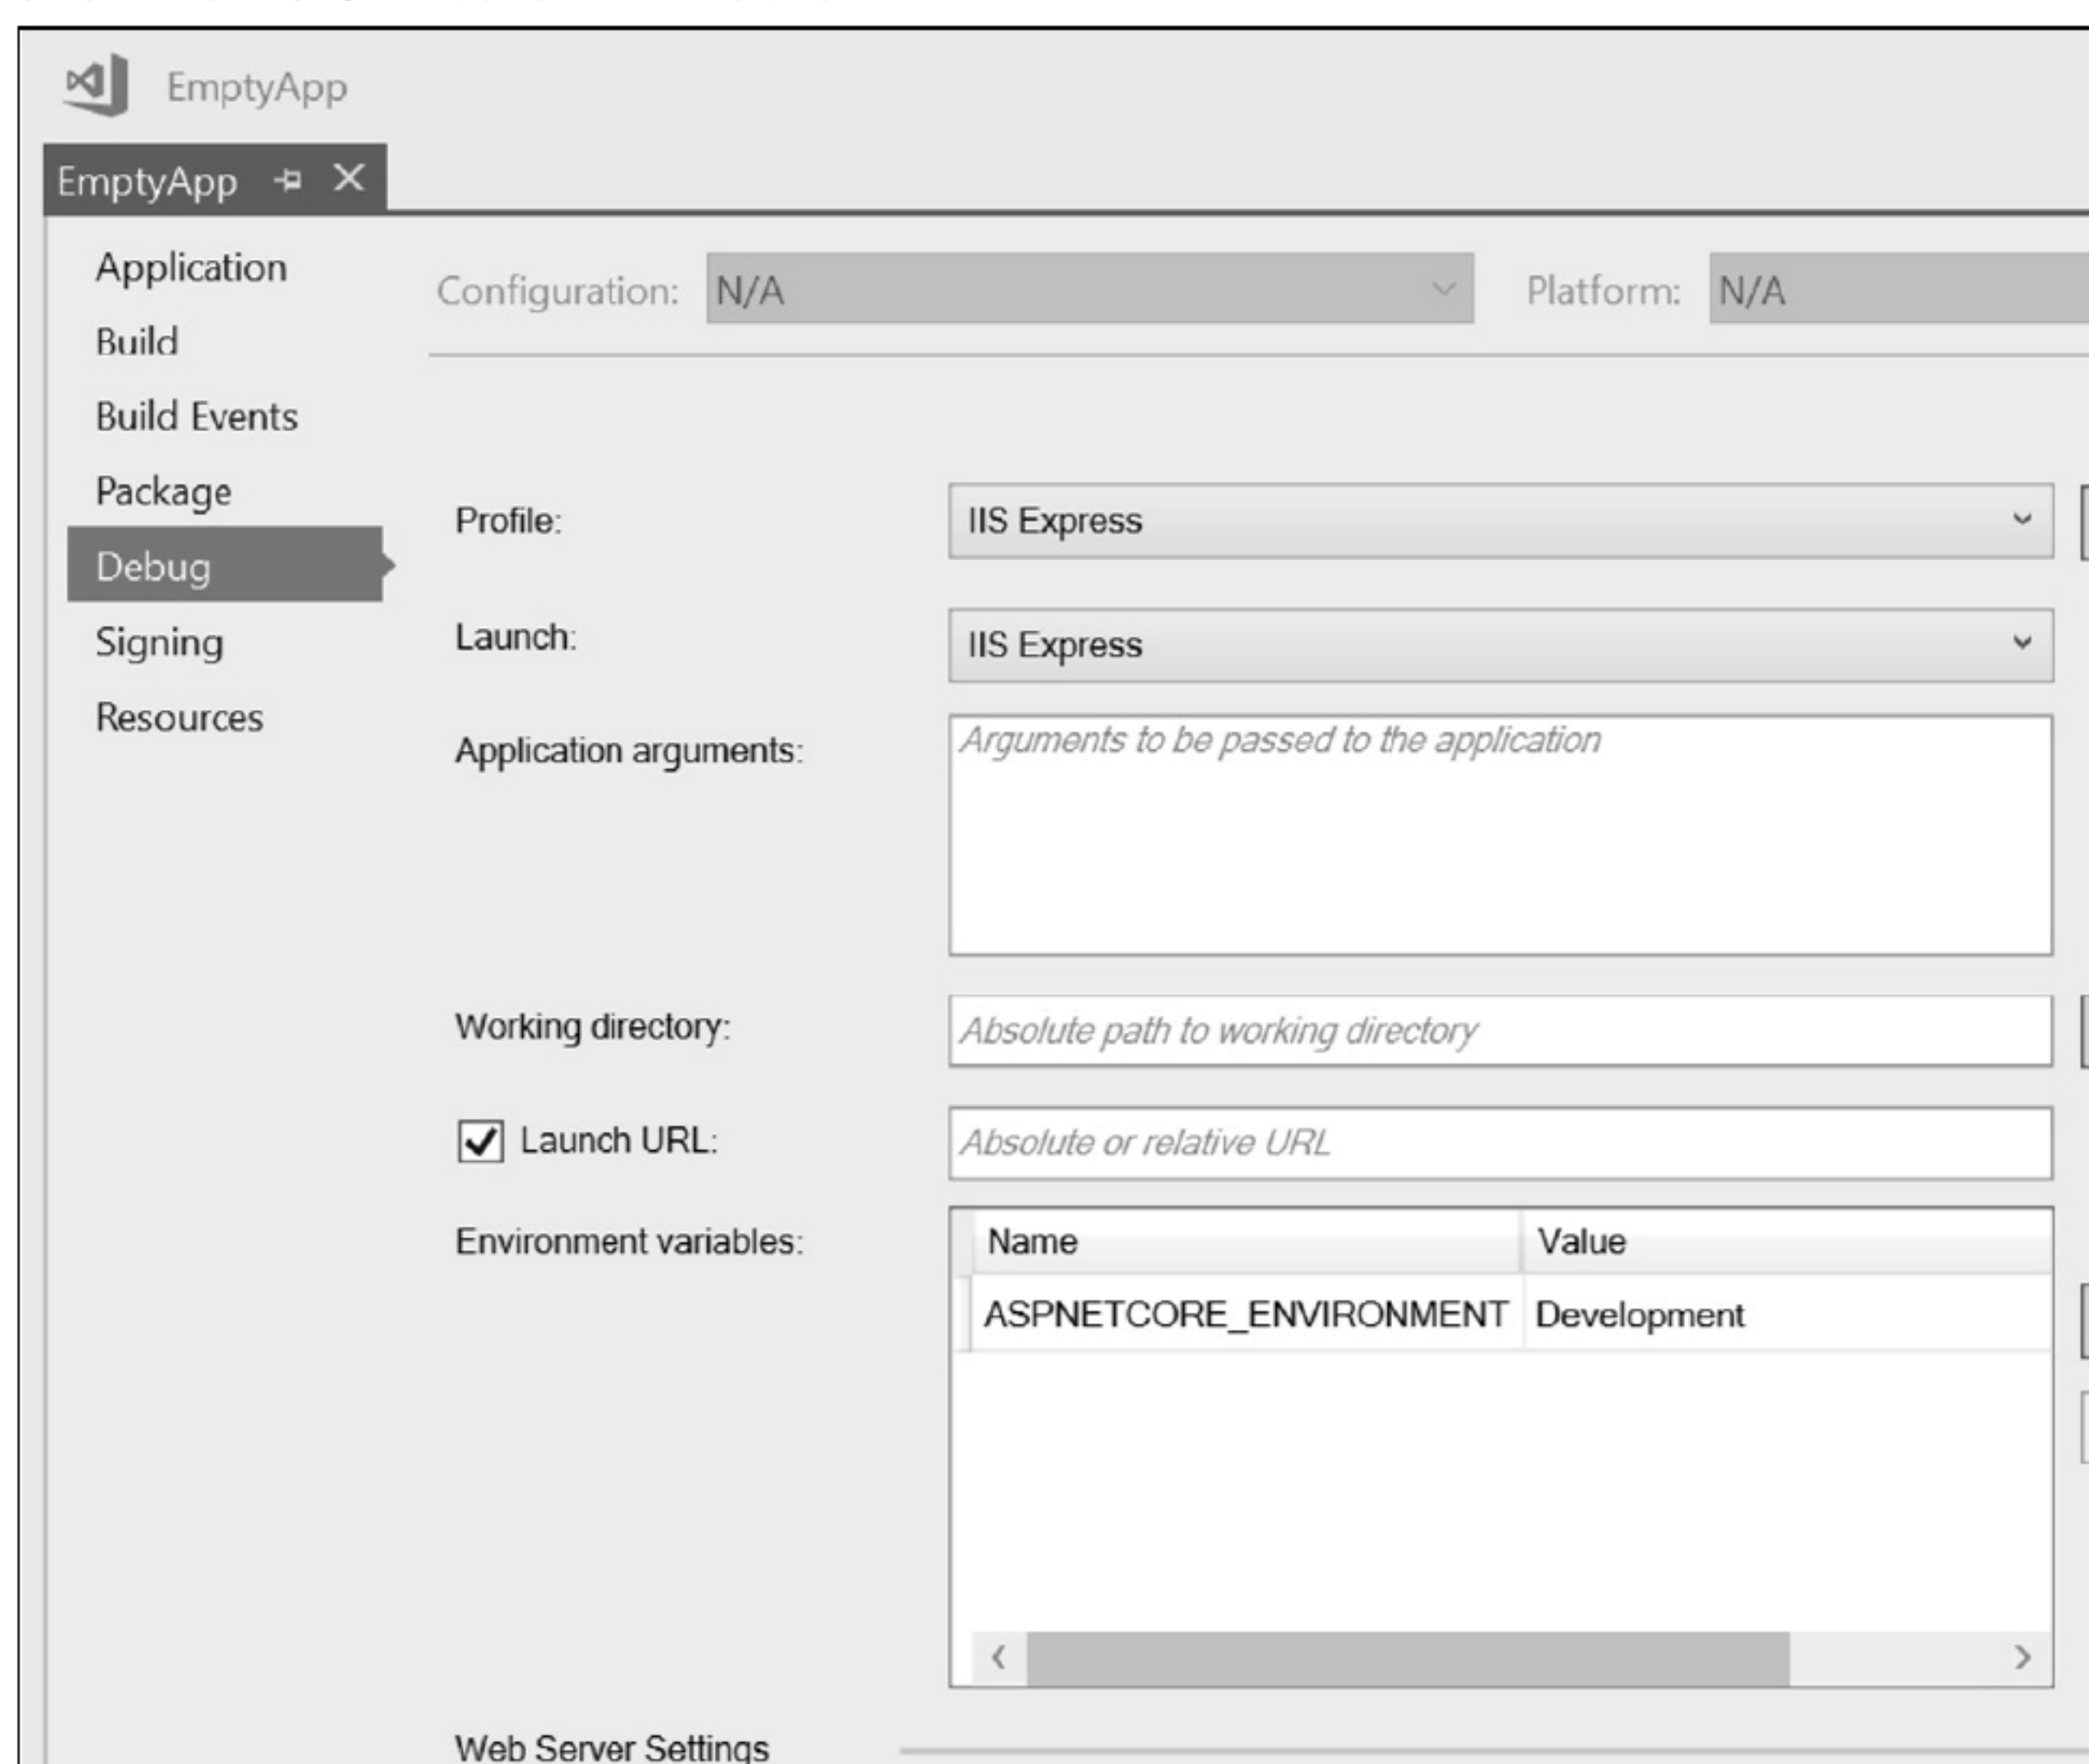 EmptyApp
EmptyApp
Application
Build
Build Events
Package
Debug
Signing
Resources
Configuration: N/A Platform: N/A
Profile: IIS Express
Launch: IIS Express
Application arguments: Arguments to be passed to the application
Working directory: Absolute path to working directory
Launch URL: Absolute or relative URL
Environment variables: Name Value
ASPNETCORE_ENVIRONMENT Development
Web Server Settings